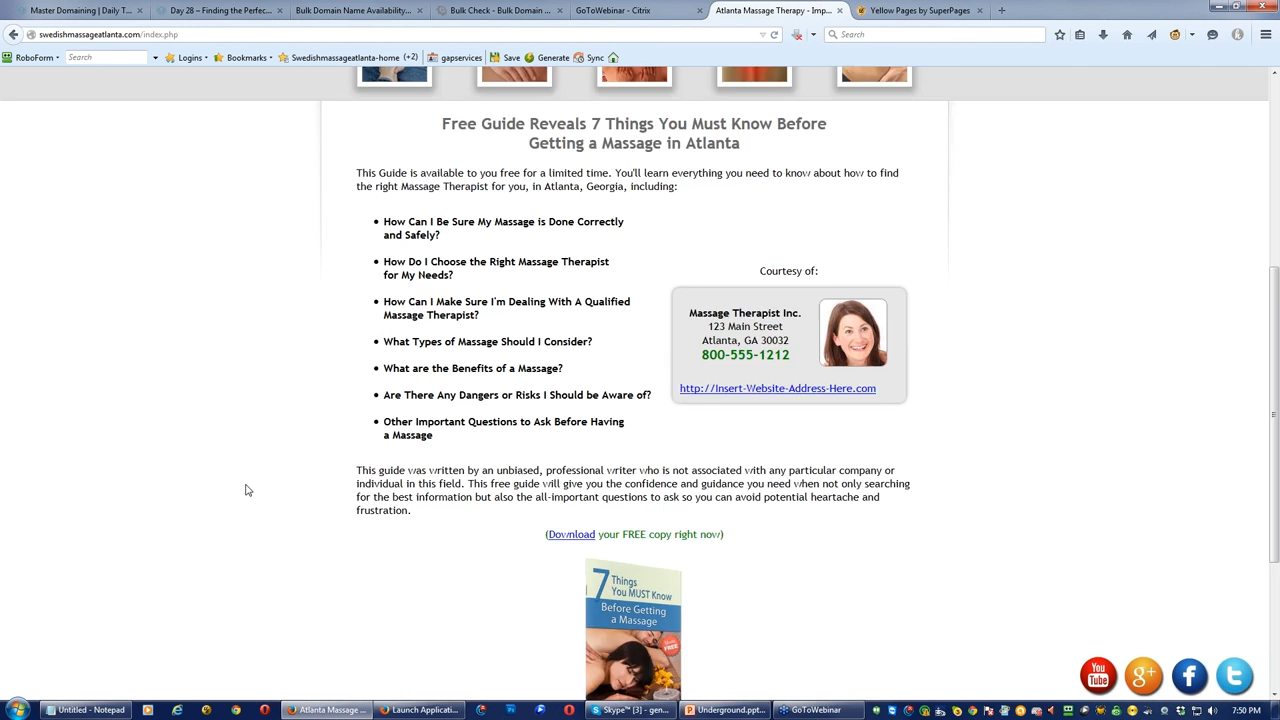 Master Domaining | Daily T...
Day 28 – Finding the Perfec...
Bulk Domain Name Availability...
Bulk Check - Bulk Domain ...
GoToWebinar - Citrix
Atlanta Massage Therapy - Imp...
Yellow Pages by SuperPages
swedishmassageatlanta.com/index.php
Search
RoboForm
Search
Logins
Bookmarks
Swedishmassageatlanta-home (+2)
gapservices
Save
Generate
Sync
Free Guide Reveals 7 Things You Must Know Before
Getting a Massage in Atlanta
This Guide is available to you free for a limited time. You'll learn everything you need to know about how to find
the right Massage Therapist for you, in Atlanta, Georgia, including:
• How Can I Be Sure My Massage is Done Correctly
and Safely?
• How Do I Choose the Right Massage Therapist
for My Needs?
• How Can I Make Sure I'm Dealing With A Qualified
Massage Therapist?
• What Types of Massage Should I Consider?
• What are the Benefits of a Massage?
• Are There Any Dangers or Risks I Should be Aware of?
• Other Important Questions to Ask Before Having
a Massage
Courtesy of:
Massage Therapist Inc.
123 Main Street
Atlanta, GA 30032
800-555-1212
http://Insert-Website-Address-Here.com
This guide was written by an unbiased, professional writer who is not associated with any particular company or
individual in this field. This free guide will give you the confidence and guidance you need when not only searching
for the best information but also the all-important questions to ask so you can avoid potential heartache and
frustration.
(Download your FREE copy right now)
7 Things
You MUST Know
Before Getting
a Massage
FREE
You
Tube
g+
f
Untitled - Notepad
Atlanta Massage ...
Launch Applicati...
Skype™ [3] - gen...
Underground.ppt...
GoToWebinar
7:50 PM